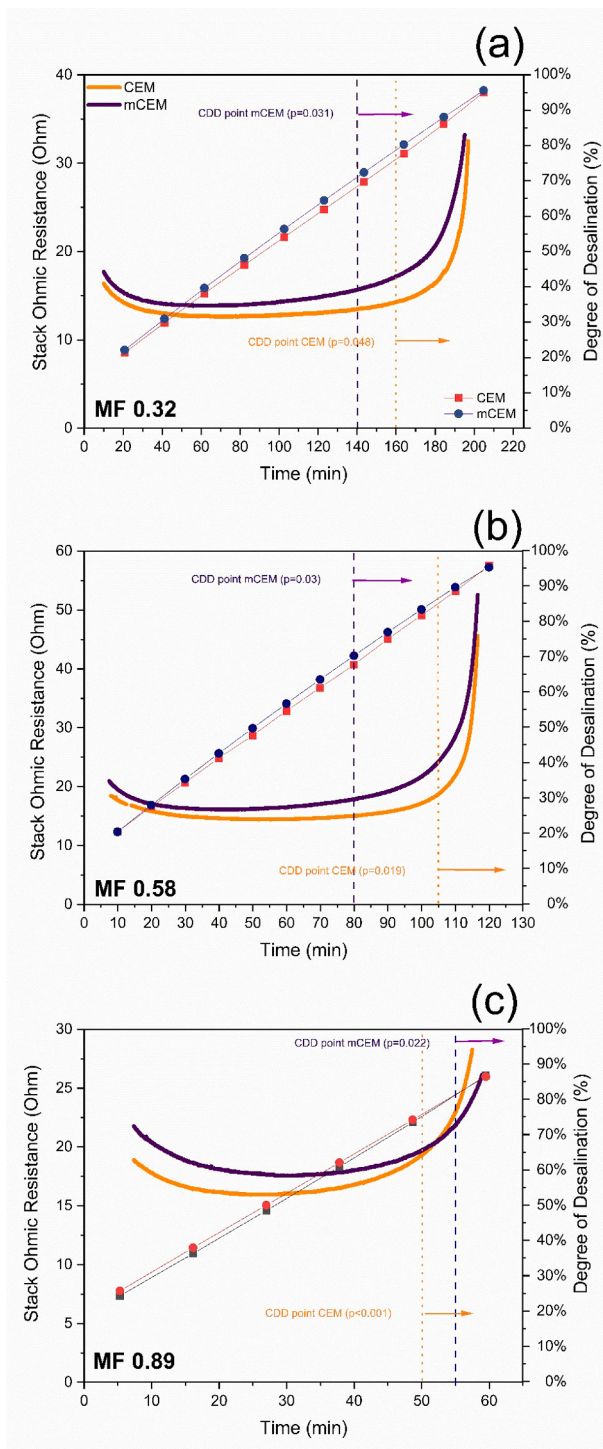 (a)
CEM
mCEM
CDD point mCEM (p=0.031)
CDD point CEM (p=0.048)
CEM
mCEM
MF 0.32
Stack Ohmic Resistance (Ohm)
Degree of Desalination (%)
0
10
20
30
40
0%
10%
20%
30%
40%
50%
60%
70%
80%
90%
100%
0 20 40 60 80 100 120 140 160 180 200 220
Time (min)
(b)
CDD point mCEM (p=0.03)
CDD point CEM (p=0.019)
MF 0.58
Stack Ohmic Resistance (Ohm)
Degree of Desalination (%)
0
10
20
30
40
50
60
0%
10%
20%
30%
40%
50%
60%
70%
80%
90%
100%
10 20 30 40 50 60 70 80 90 100 110 120 130
Time (min)
(c)
CDD point mCEM (p=0.022)
CDD point CEM (p<0.001)
MF 0.89
Stack Ohmic Resistance (Ohm)
Degree of Desalination (%)
0
5
10
15
20
25
30
0%
10%
20%
30%
40%
50%
60%
70%
80%
90%
100%
0 10 20 30 40 50 60
Time (min)